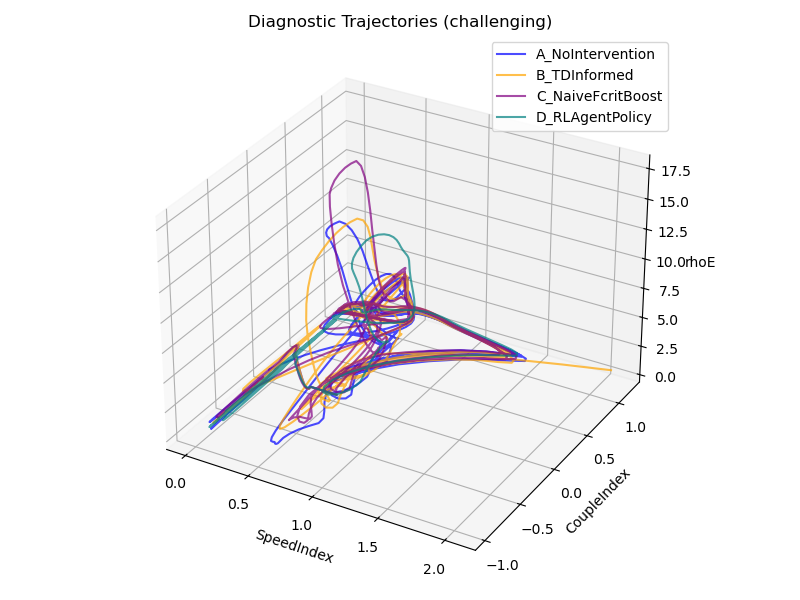 Diagnostic Trajectories (challenging)
A_NoIntervention
B_TDInformed
C_NaiveFcritBoost
D_RLAgentPolicy
17.5
15.0
12.5
10.0
rhoE
7.5
5.0
2.5
0.0
1.0
0.5
0.0
−0.5
−1.0
CoupleIndex
0.0
0.5
1.0
1.5
2.0
SpeedIndex